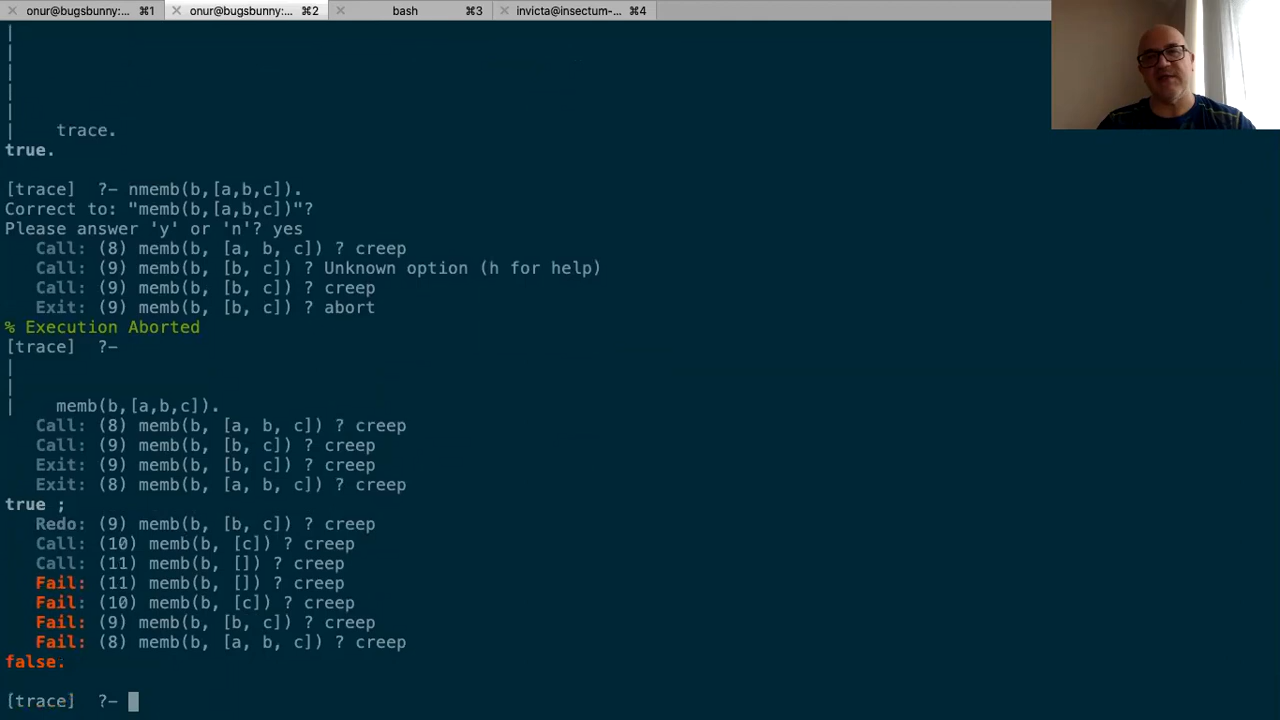 onur@bugsbunny:... ⌘1 onur@bugsbunny:... ⌘2 bash ⌘3 invicta@insectum-... ⌘4
|
|
|
|
|
|    trace.
true.
[trace]  ?- nmemb(b,[a,b,c]).
Correct to: "memb(b,[a,b,c])"?
Please answer 'y' or 'n'? yes
   Call: (8) memb(b, [a, b, c]) ? creep
   Call: (9) memb(b, [b, c]) ? Unknown option (h for help)
   Call: (9) memb(b, [b, c]) ? creep
   Exit: (9) memb(b, [b, c]) ? abort
% Execution Aborted
[trace]  ?-
|
|
|    memb(b,[a,b,c]).
   Call: (8) memb(b, [a, b, c]) ? creep
   Call: (9) memb(b, [b, c]) ? creep
   Exit: (9) memb(b, [b, c]) ? creep
   Exit: (8) memb(b, [a, b, c]) ? creep
true ;
   Redo: (9) memb(b, [b, c]) ? creep
   Call: (10) memb(b, [c]) ? creep
   Call: (11) memb(b, []) ? creep
   Fail: (11) memb(b, []) ? creep
   Fail: (10) memb(b, [c]) ? creep
   Fail: (9) memb(b, [b, c]) ? creep
   Fail: (8) memb(b, [a, b, c]) ? creep
false.
[trace]  ?-